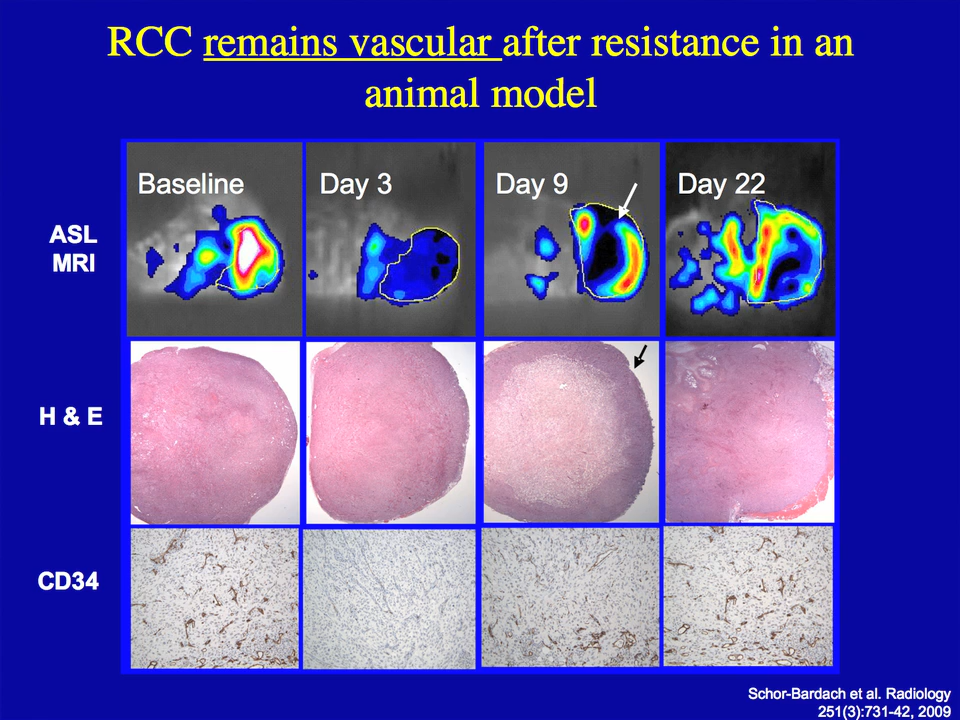 RCC remains vascular after resistance in an
animal model
Baseline
Day 3
Day 9
Day 22
ASL
MRI
H & E
CD34
Schor-Bardach et al. Radiology
251(3):731-42, 2009